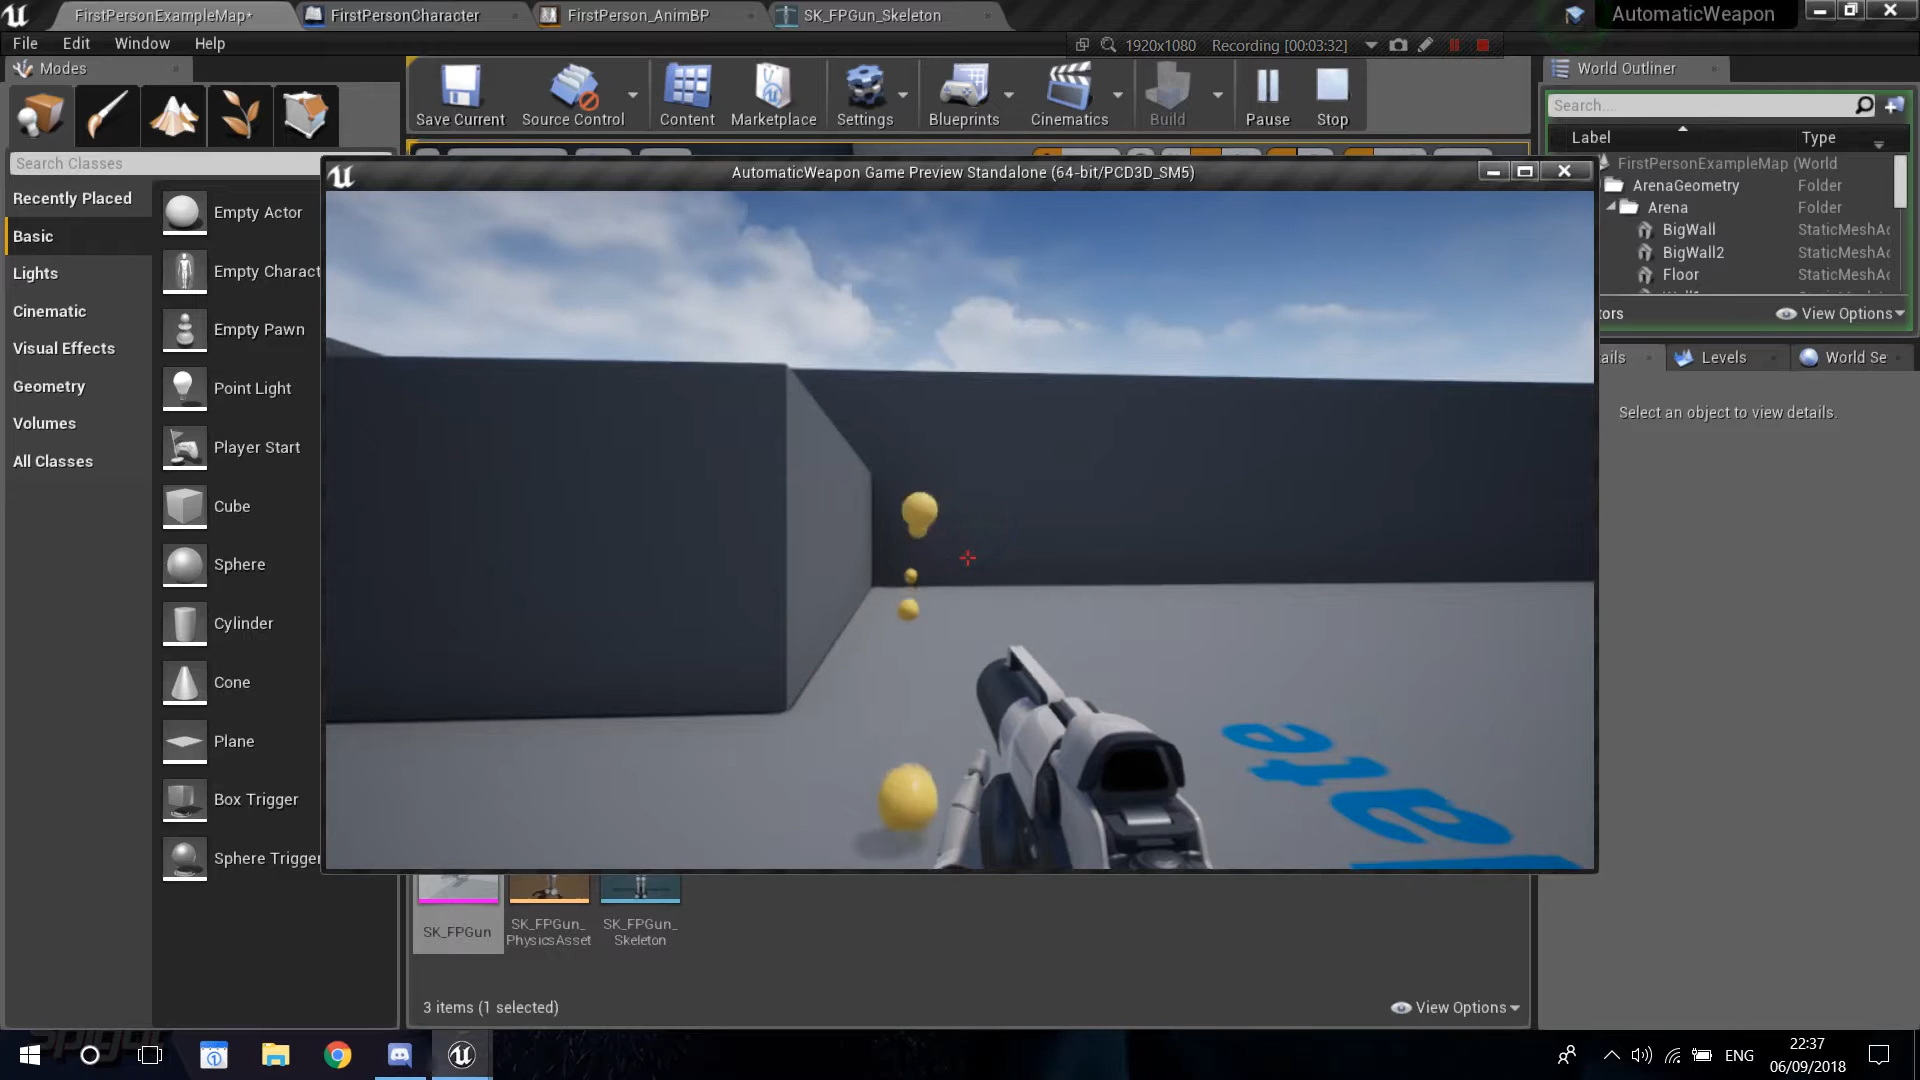 FirstPersonExampleMap*
FirstPersonCharacter
FirstPerson_AnimBP
SK_FPGun_Skeleton
AutomaticWeapon
File
Edit
Window
Help
1920x1080
Recording [00:03:32]
Modes
World Outliner
Save Current
Source Control
Content
Marketplace
Settings
Blueprints
Cinematics
Build
Pause
Stop
Search...
Label
Type
Search Classes
AutomaticWeapon Game Preview Standalone (64-bit/PCD3D_SM5)
FirstPersonExampleMap (World
ArenaGeometry
Folder
Arena
Folder
BigWall
StaticMeshAc
BigWall2
StaticMeshAc
Floor
StaticMeshAc
tors
View Options
ails
Levels
World Se
Select an object to view details.
Recently Placed
Basic
Lights
Cinematic
Visual Effects
Geometry
Volumes
All Classes
Empty Actor
Empty Charact
Empty Pawn
Point Light
Player Start
Cube
Sphere
Cylinder
Cone
Plane
Box Trigger
Sphere Trigger
SK_FPGun
SK_FPGun_
PhysicsAsset
SK_FPGun_
Skeleton
3 items (1 selected)
View Options
ENG
22:37
06/09/2018